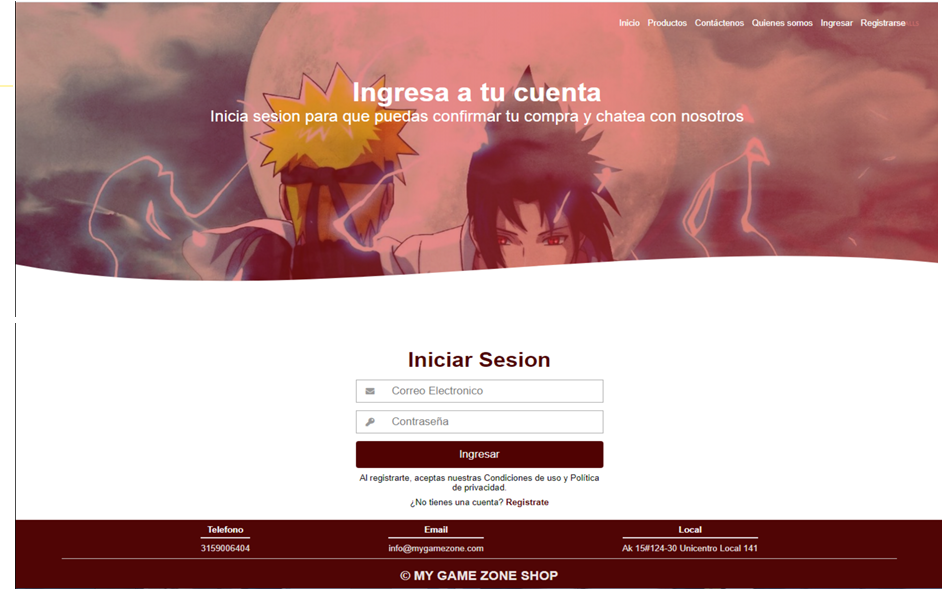 Inicio Productos Contáctenos Quienes somos Ingresar Registrarse
Ingresa a tu cuenta
Inicia sesion para que puedas confirmar tu compra y chatea con nosotros
Iniciar Sesion
Correo Electronico
Contraseña
Ingresar
Al registrarte, aceptas nuestras Condiciones de uso y Política
de privacidad.
¿No tienes una cuenta? Registrate
Telefono Email Local
3159006404 info@mygamezone.com Ak 15#124-30 Unicentro Local 141
© MY GAME ZONE SHOP